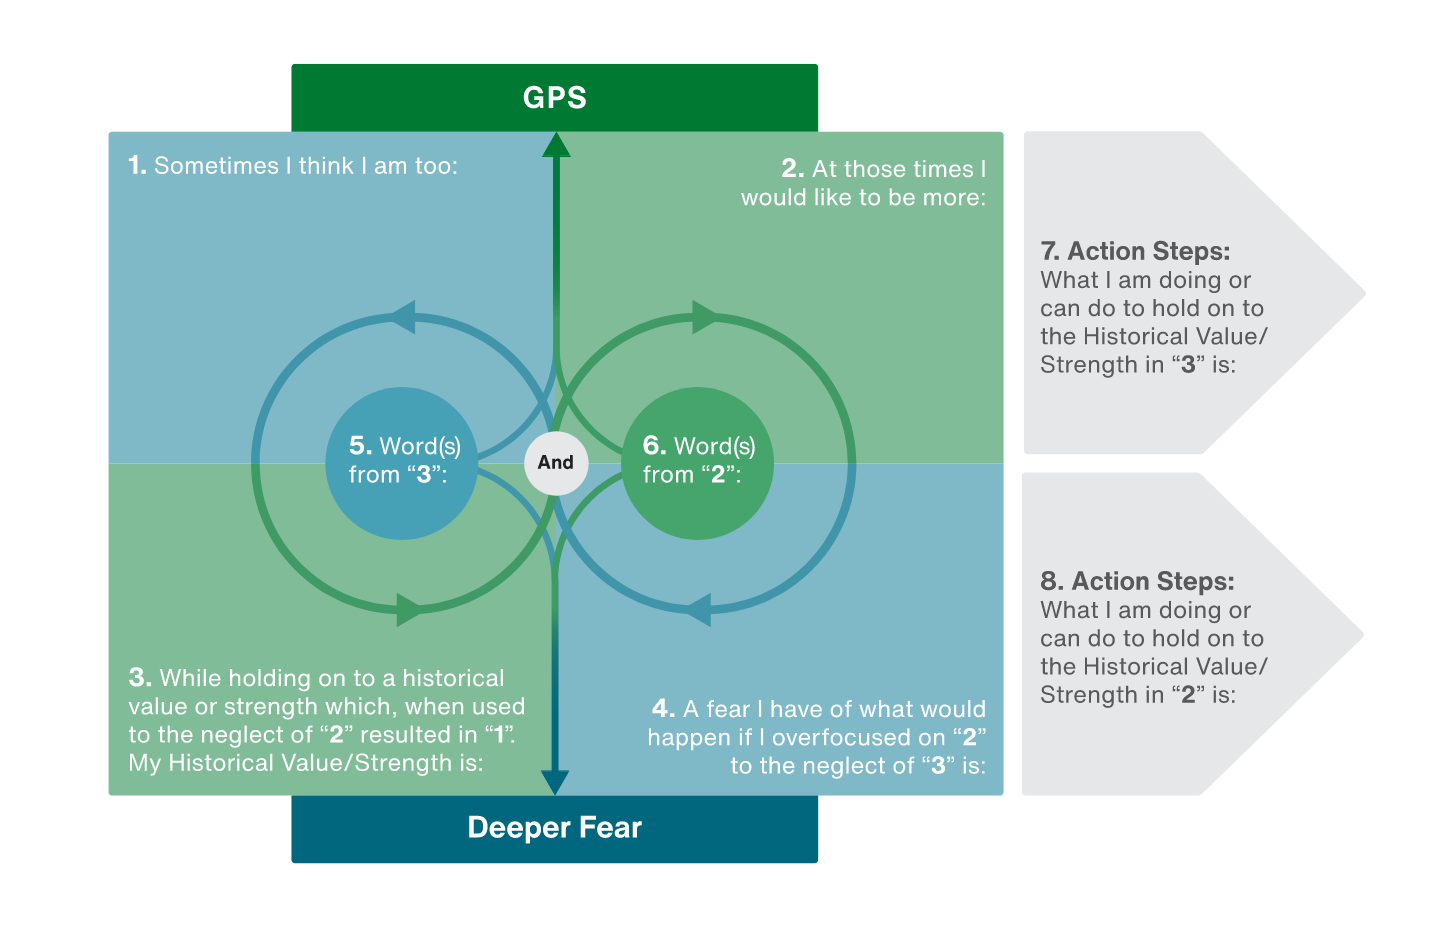 GPS
1. Sometimes I think I am too:
2. At those times I
would like to be more:
5. Word(s)
from “3”:
And
6. Word(s)
from “2”:
3. While holding on to a historical
value or strength which, when used
to the neglect of “2” resulted in “1”.
My Historical Value/Strength is:
4. A fear I have of what would
happen if I overfocused on “2”
to the neglect of “3” is:
Deeper Fear
7. Action Steps:
What I am doing or
can do to hold on to
the Historical Value/
Strength in “3” is:
8. Action Steps:
What I am doing or
can do to hold on to
the Historical Value/
Strength in “2” is: